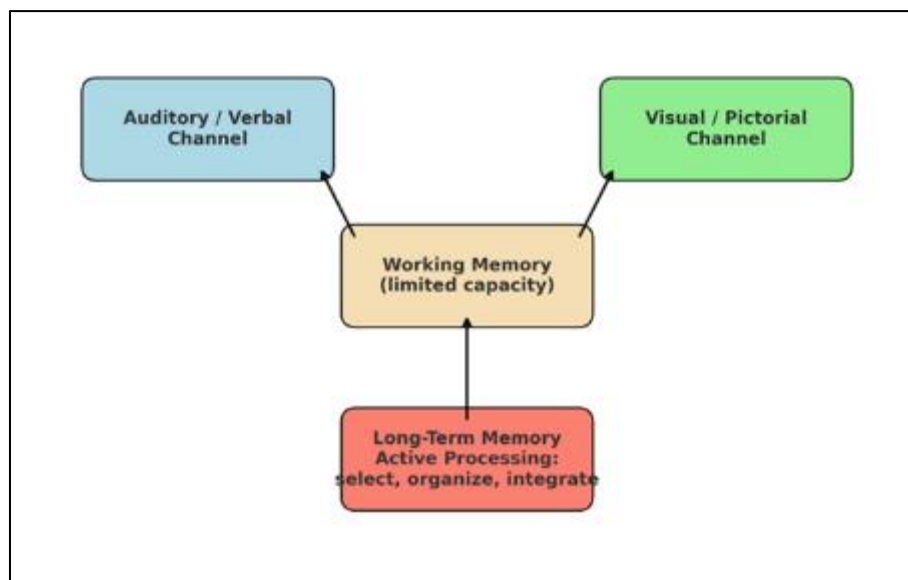 Auditory / Verbal
Channel
Visual / Pictorial
Channel
Working Memory
(limited capacity)
Long-Term Memory
Active Processing:
select, organize, integrate